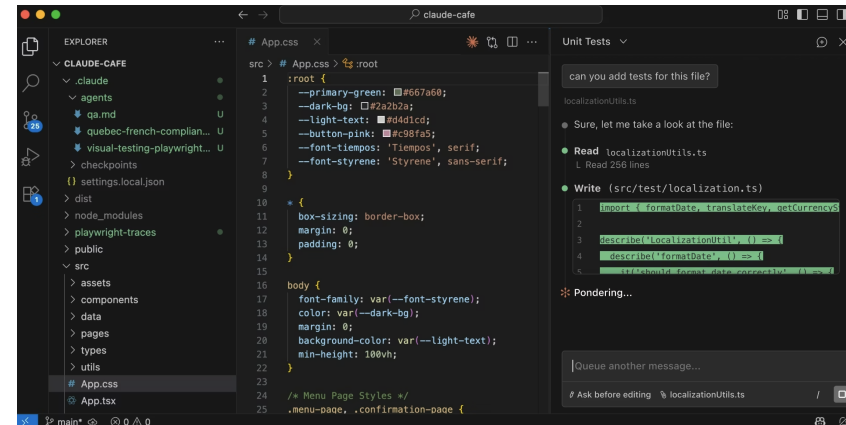 claude-cafe
EXPLORER
CLAUDE-CAFE
.claude
agents
qa.md U
quebec-french-complian... U
visual-testing-playwright... U
checkpoints
{} settings.local.json
dist
node_modules
playwright-traces
public
src
assets
components
data
pages
types
utils
# App.css
App.tsx
25
1
# App.css ×
src > # App.css > :root
1 :root {
2 --primary-green: #667a60;
3 --dark-bg: #2a2b2a;
4 --light-text: #d4d1cd;
5 --button-pink: #c98fa5;
6 --font-tiempos: 'Tiempos', serif;
7 --font-styrene: 'Styrene', sans-serif;
8 }
9
10 * {
11 box-sizing: border-box;
12 margin: 0;
13 padding: 0;
14 }
15
16 body {
17 font-family: var(--font-styrene);
18 color: var(--dark-bg);
19 margin: 0;
20 background-color: var(--light-text);
21 min-height: 100vh;
22 }
23
24 /* Menu Page Styles */
25 .menu-page, .confirmation-page {
Unit Tests
can you add tests for this file?
localizationUtils.ts
Sure, let me take a look at the file:
Read localizationUtils.ts
L Read 256 lines
Write (src/test/localization.ts)
1 import { formatDate, translateKey, getCurrencyS
2
3 describe('LocalizationUtil', () => {
4 describe('formatDate', () => {
5 it('should format date correctly', () => {
Pondering...
Queue another message...
Ask before editing localizationUtils.ts /
main* 0 0